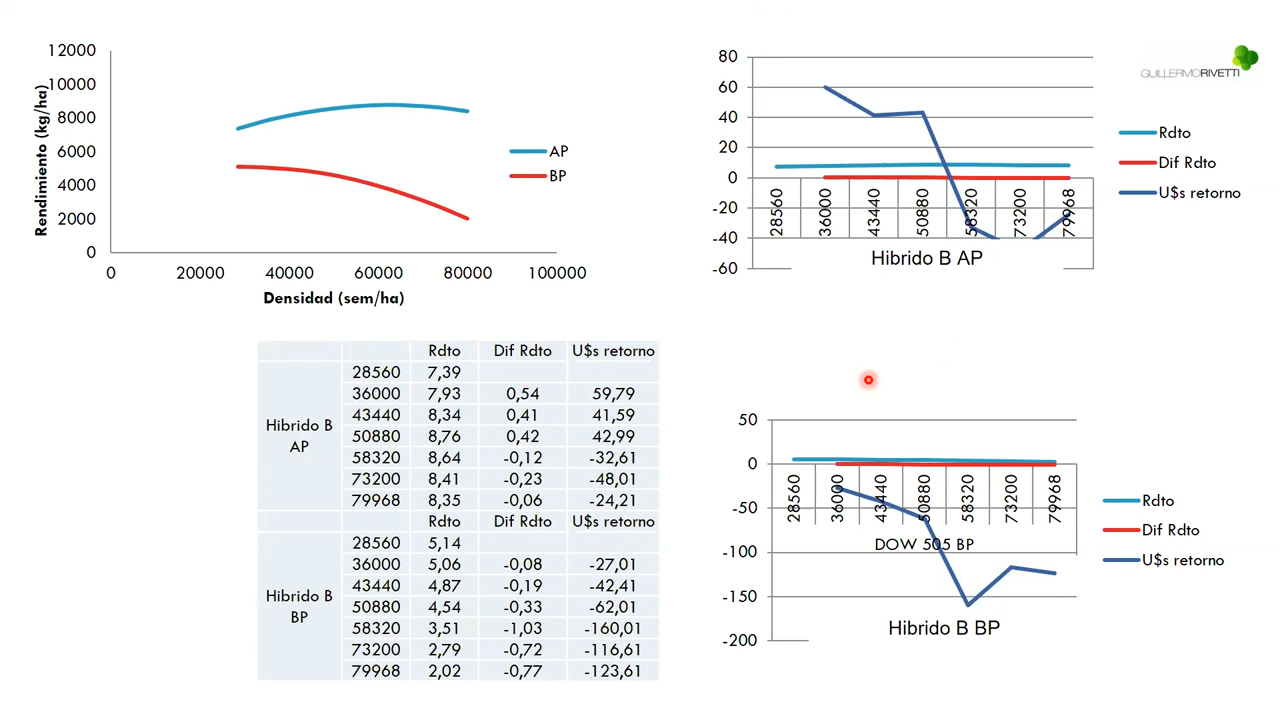 12000
10000
8000
6000
4000
2000
0
Rendimiento (kg/ha)
0 20000 40000 60000 80000 100000
Densidad (sem/ha)
AP
BP
80
60
40
20
0
-20
-40
-60
28560 36000 43440 50880 58320 73200 79968
Hibrido B AP
Rdto
Dif Rdto
U$s retorno
GUILLERMORIVETTI
Rdto Dif Rdto U$s retorno
28560 7,39
36000 7,93 0,54 59,79
43440 8,34 0,41 41,59
Hibrido B AP
50880 8,76 0,42 42,99
58320 8,64 -0,12 -32,61
73200 8,41 -0,23 -48,01
79968 8,35 -0,06 -24,21
Rdto Dif Rdto U$s retorno
28560 5,14
36000 5,06 -0,08 -27,01
43440 4,87 -0,19 -42,41
Hibrido B BP
50880 4,54 -0,33 -62,01
58320 3,51 -1,03 -160,01
73200 2,79 -0,72 -116,61
79968 2,02 -0,77 -123,61
50
0
-50
-100
-150
-200
28560 36000 43440 50880 58320 73200 79968
DOW 505 BP
Hibrido B BP
Rdto
Dif Rdto
U$s retorno